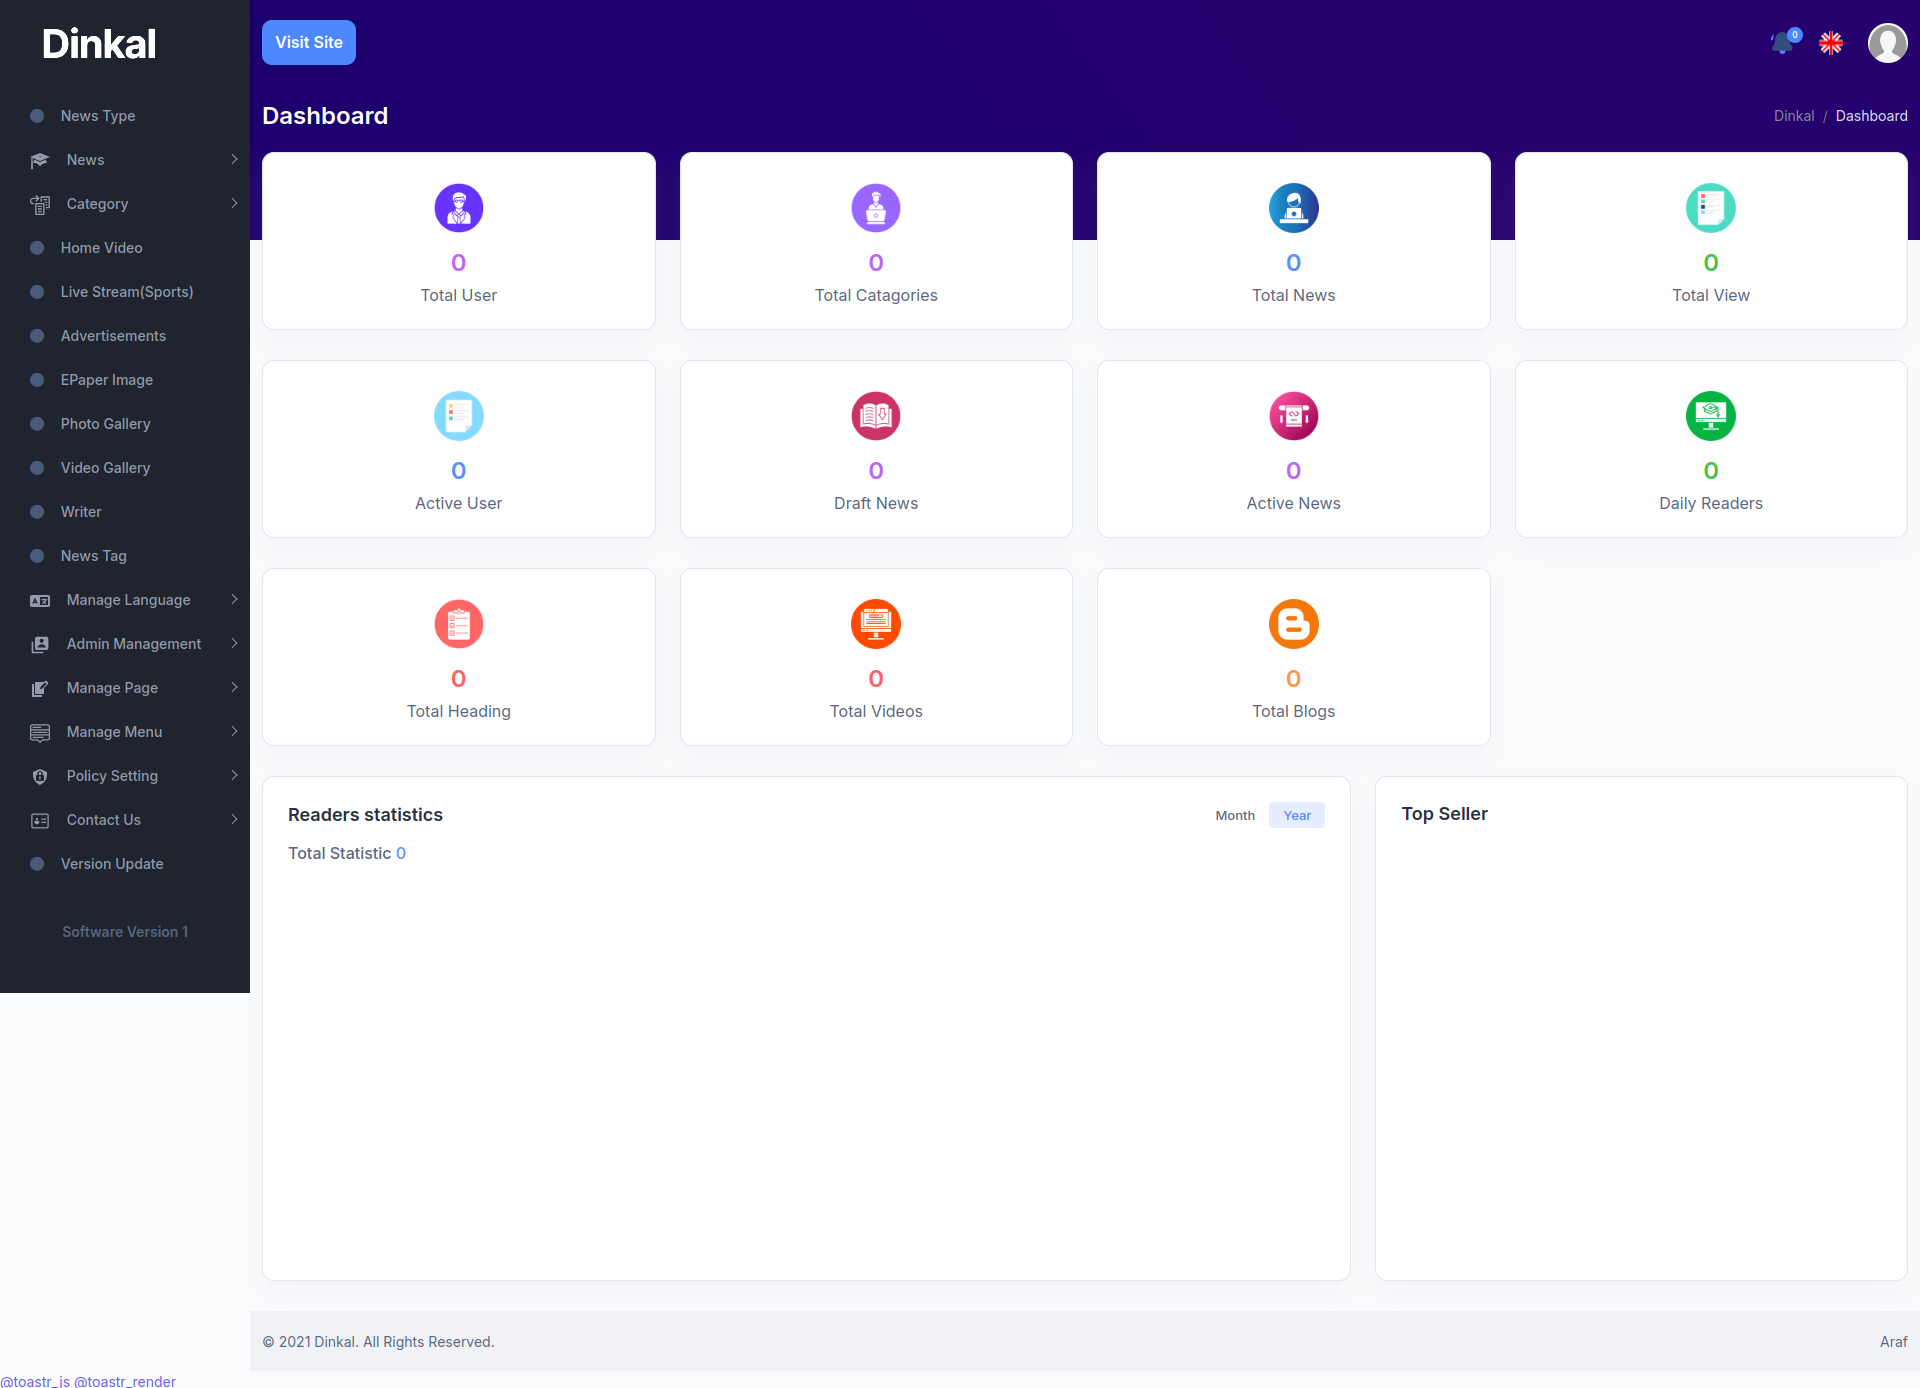 Dinkal
News Type
News
Category
Home Video
Live Stream(Sports)
Advertisements
EPaper Image
Photo Gallery
Video Gallery
Writer
News Tag
Manage Language
Admin Management
Manage Page
Manage Menu
Policy Setting
Contact Us
Version Update
Software Version 1
Visit Site
0
Dashboard
Dinkal / Dashboard
0
Total User
0
Total Catagories
0
Total News
0
Total View
0
Active User
0
Draft News
0
Active News
0
Daily Readers
0
Total Heading
0
Total Videos
0
Total Blogs
Readers statistics
Month Year
Total Statistic 0
Top Seller
© 2021 Dinkal. All Rights Reserved.
Araf
@toastr_js @toastr_render